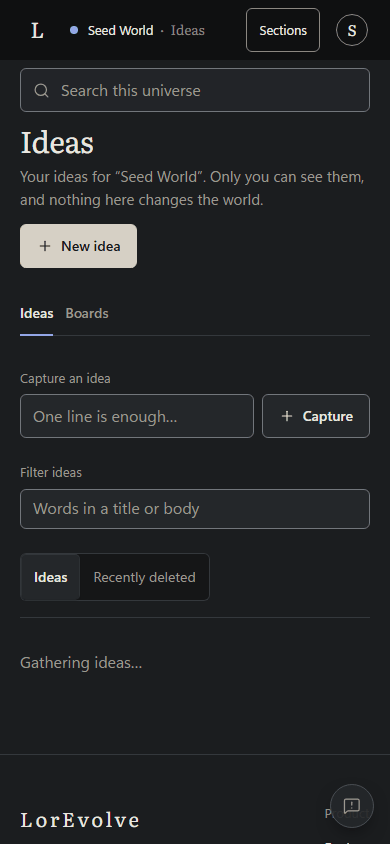 L
Seed World · Ideas
Sections
S
Search this universe
Ideas
Your ideas for “Seed World”. Only you can see them,
and nothing here changes the world.
+ New idea
Ideas
Boards
Capture an idea
One line is enough...
+ Capture
Filter ideas
Words in a title or body
Ideas
Recently deleted
Gathering ideas...
LorEvolve